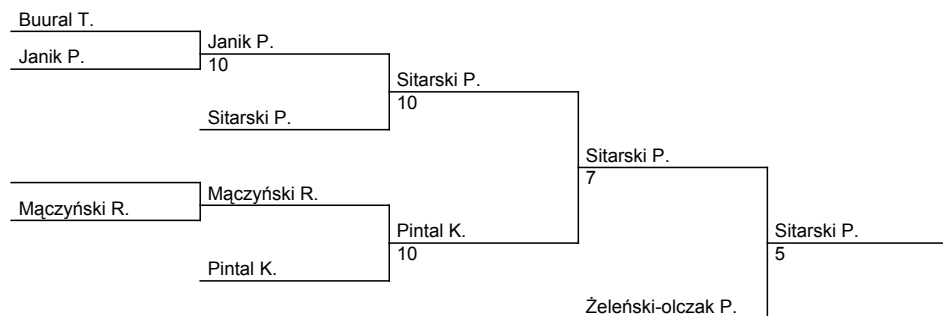 Buural T.
Janik P.
Janik P.
10
Sitarski P.
Sitarski P.
10
Mączyński R.
Mączyński R.
Pintal K.
Pintal K.
10
Sitarski P.
7
Żeleński-olczak P.
Sitarski P.
5